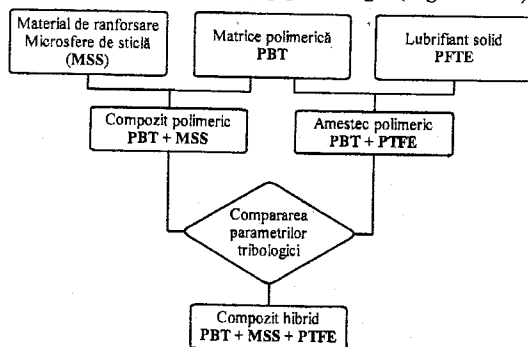 Material de ranforsare
Microsfere de sticlă
(MSS)
Matrice polimerică
PBT
Lubrifiant solid
PFTE
Compozit polimeric
PBT + MSS
Amestec polimeric
PBT + PTFE
Compararea
parametrilor
tribologici
Compozit hibrid
PBT + MSS + PTFE